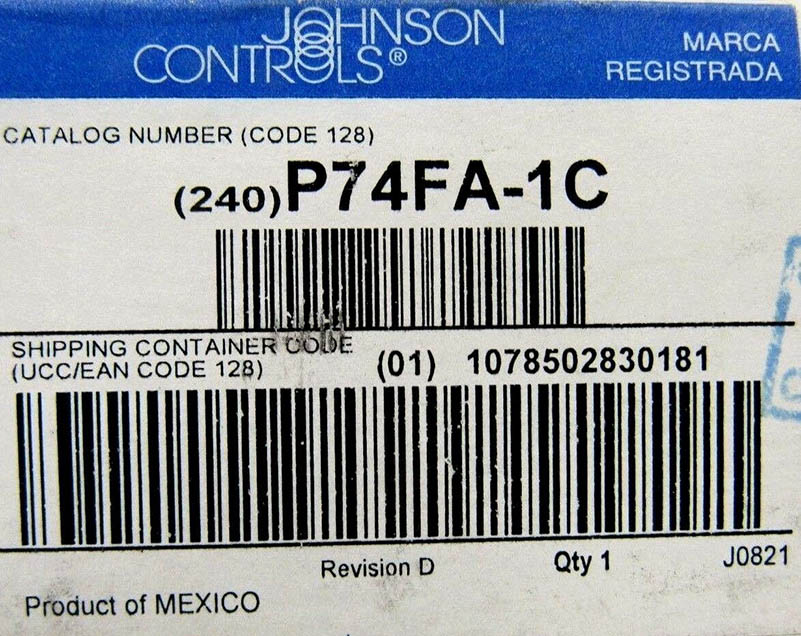 JOHNSON
CONTROLS®
MARCA
REGISTRADA
CATALOG NUMBER (CODE 128)
(240) P74FA-1C
SHIPPING CONTAINER CODE
(UCC/EAN CODE 128)
(01) 1078502830181
Revision D
Qty 1
J0821
Product of MEXICO